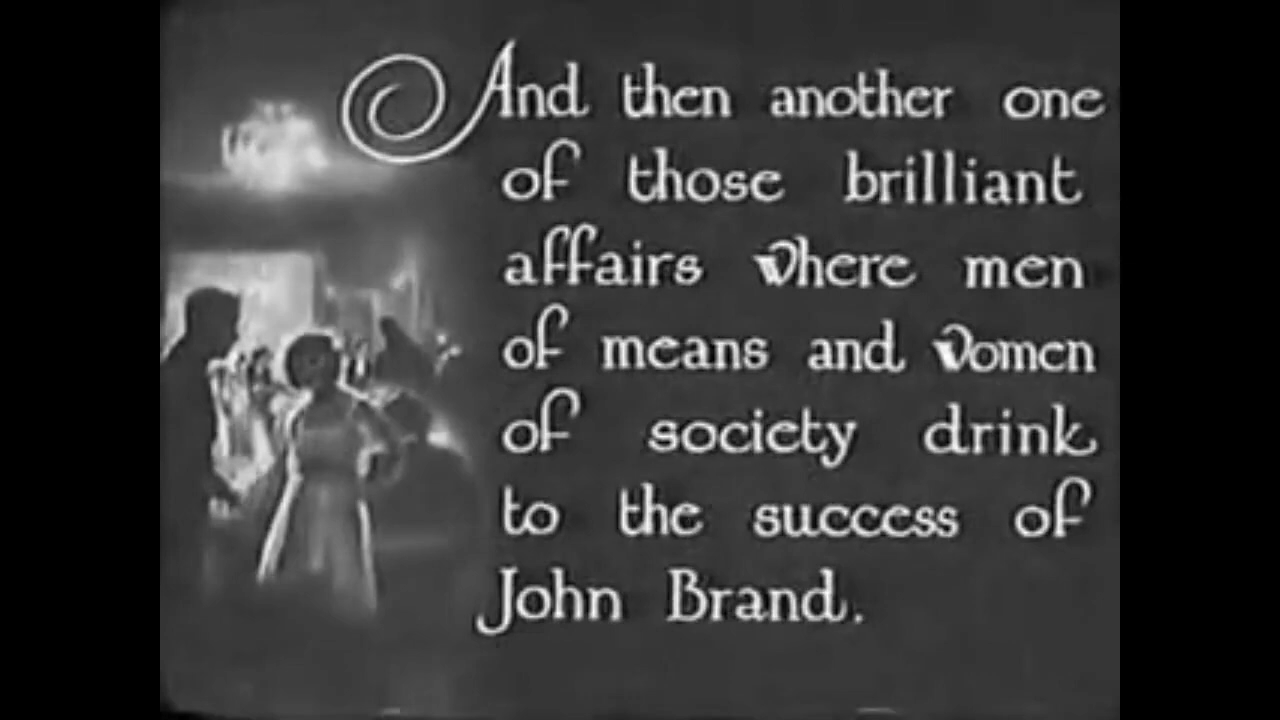 And then another one
of those brilliant
affairs where men
of means and women
of society drink
to the success of
John Brand.